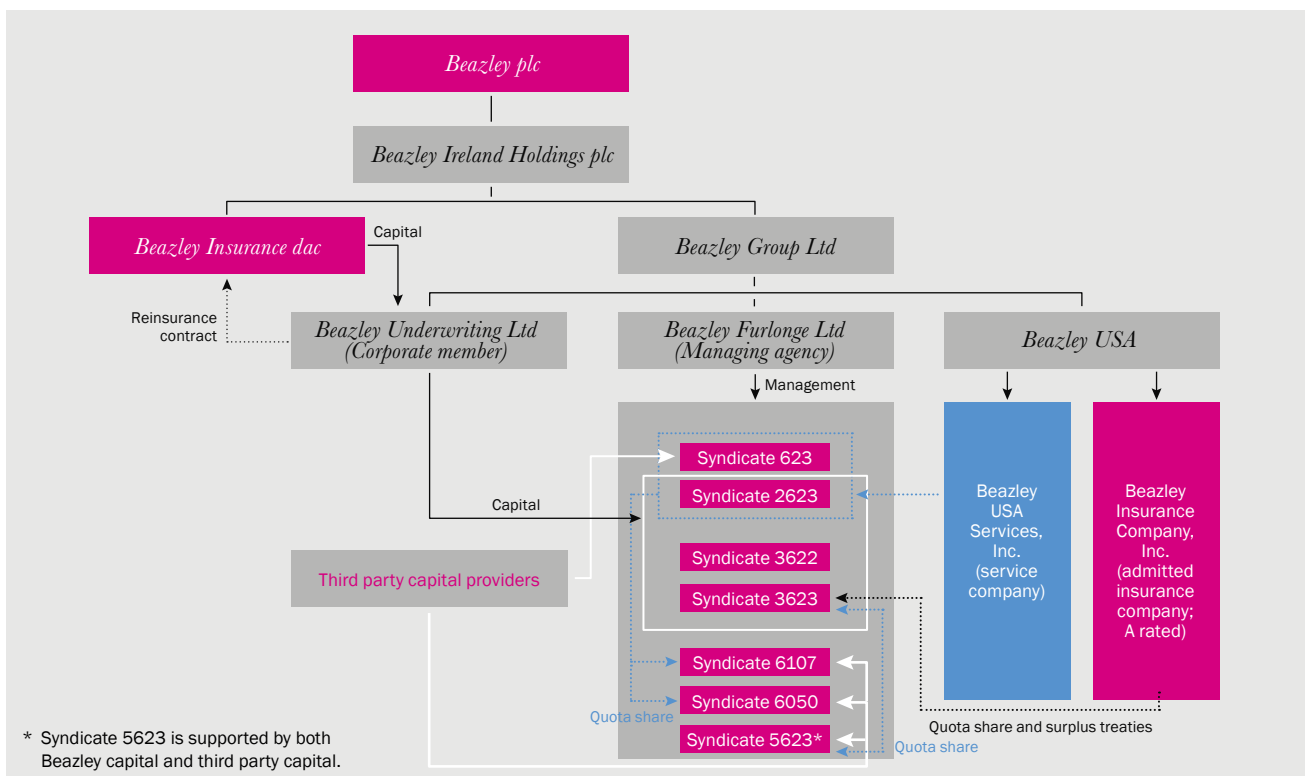 Beazley plc
Beazley Ireland Holdings plc
Beazley Insurance dac
Capital
Beazley Group Ltd
Reinsurance
contract
Beazley Underwriting Ltd
(Corporate member)
Beazley Furlonge Ltd
(Managing agency)
Beazley USA
Management
Syndicate 623
Syndicate 2623
Capital
Syndicate 3622
Third party capital providers
Syndicate 3623
Beazley
USA
Services,
Inc.
(service
company)
Beazley
Insurance
Company,
Inc.
(admitted
insurance
company;
A rated)
Syndicate 6107
Syndicate 6050
Quota share
Syndicate 5623*
Quota share and surplus treaties
Quota share
* Syndicate 5623 is supported by both
Beazley capital and third party capital.